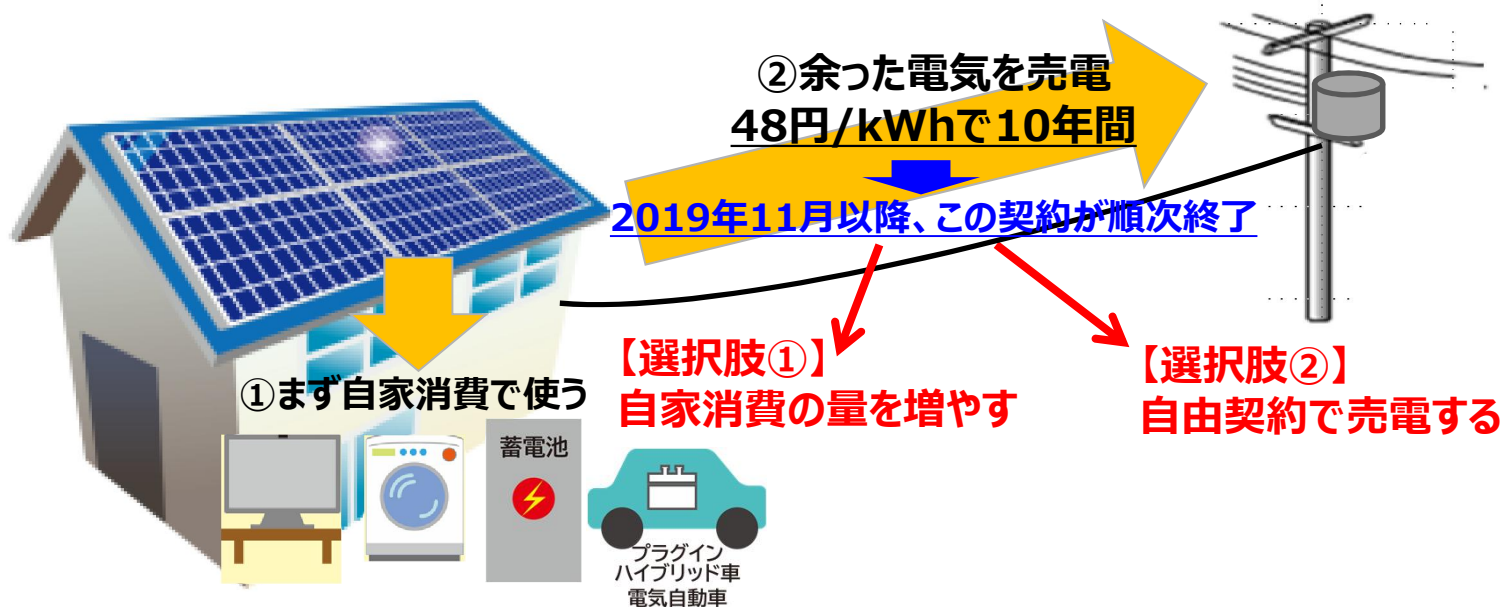 ②余った電気を売電
48円/kWhで10年間
2019年11月以降、この契約が順次終了
①まず自家消費で使う
【選択肢①】
自家消費の量を増やす
【選択肢②】
自由契約で売電する
蓄電池
プラグイン
ハイブリッド車
電気自動車